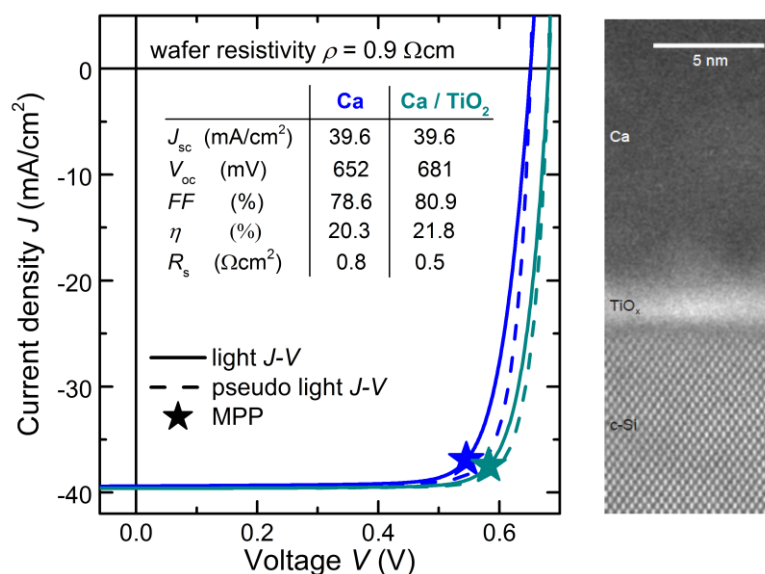 wafer resistivity ρ = 0.9 Ωcm
Ca Ca / TiO₂
J_sc (mA/cm²) 39.6 39.6
V_oc (mV) 652 681
FF (%) 78.6 80.9
η (%) 20.3 21.8
R_s (Ωcm²) 0.8 0.5
light J-V
pseudo light J-V
MPP
0
-10
-20
-30
-40
Current density J (mA/cm²)
0.0 0.2 0.4 0.6
Voltage V (V)
5 nm
Ca
TiOₓ
c-Si